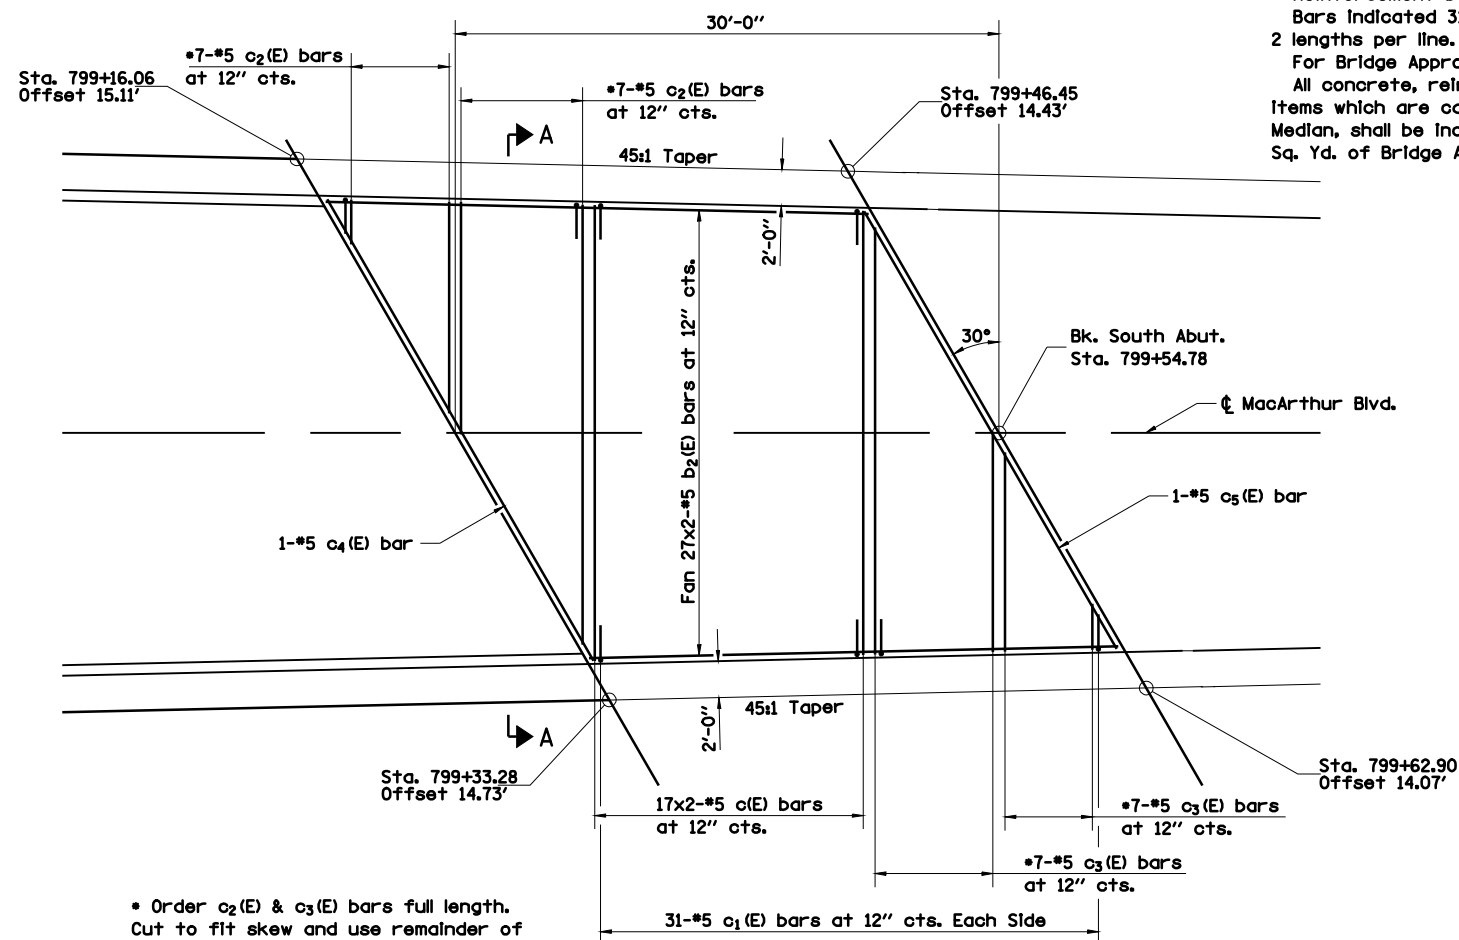 30'-0"
Bars indicated 3
2 lengths per line.
For Bridge Appro
All concrete, rei
items which are co
Median, shall be inc
Sq. Yd. of Bridge A
*7-#5 c2(E) bars
at 12" cts.
Sta. 799+16.06
Offset 15.11'
*7-#5 c2(E) bars
at 12" cts.
Sta. 799+46.45
Offset 14.43'
A
45:1 Taper
2'-0"
Fan 27x2-#5 b2(E) bars at 12" cts.
30°
Bk. South Abut.
Sta. 799+54.78
℄ MacArthur Blvd.
1-#5 c5(E) bar
1-#5 c4(E) bar
2'-0"
45:1 Taper
A
Sta. 799+33.28
Offset 14.73'
Sta. 799+62.90
Offset 14.07'
17x2-#5 c(E) bars
at 12" cts.
*7-#5 c3(E) bars
at 12" cts.
*7-#5 c3(E) bars
at 12" cts.
* Order c2(E) & c3(E) bars full length.
Cut to fit skew and use remainder of
31-#5 c1(E) bars at 12" cts. Each Side